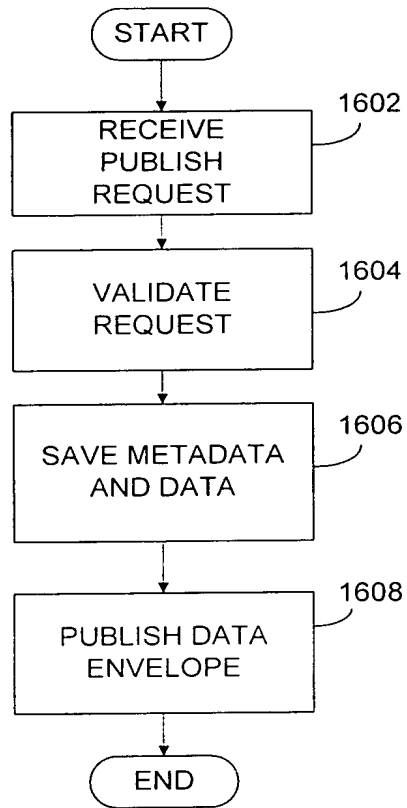 START
1602
RECEIVE
PUBLISH
REQUEST
1604
VALIDATE
REQUEST
1606
SAVE METADATA
AND DATA
1608
PUBLISH DATA
ENVELOPE
END